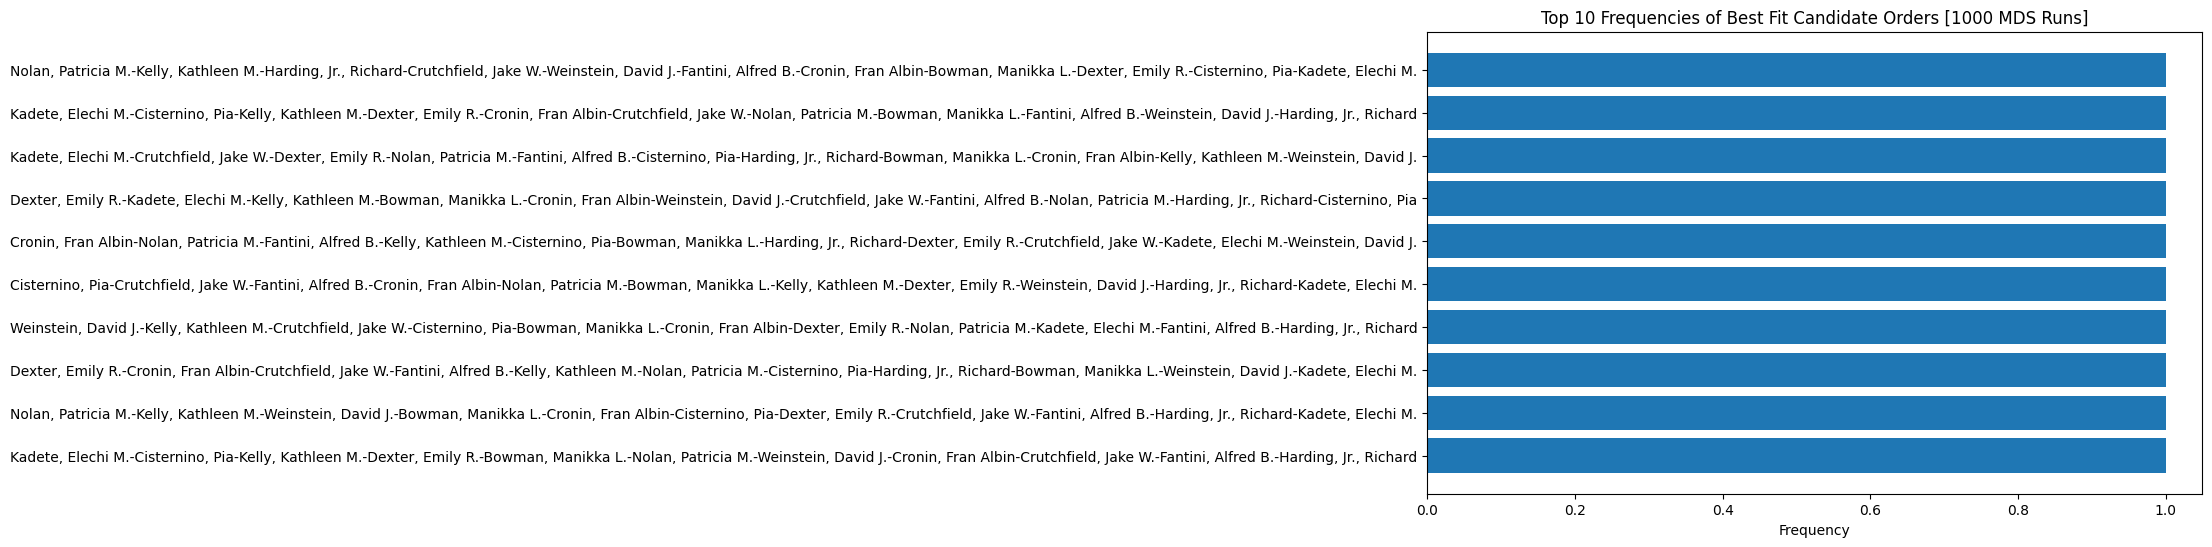 Top 10 Frequencies of Best Fit Candidate Orders [1000 MDS Runs]
Nolan, Patricia M.-Kelly, Kathleen M.-Harding, Jr., Richard-Crutchfield, Jake W.-Weinstein, David J.-Fantini, Alfred B.-Cronin, Fran Albin-Bowman, Manikka L.-Dexter, Emily R.-Cisternino, Pia-Kadete, Elechi M.
Kadete, Elechi M.-Cisternino, Pia-Kelly, Kathleen M.-Dexter, Emily R.-Cronin, Fran Albin-Crutchfield, Jake W.-Nolan, Patricia M.-Bowman, Manikka L.-Fantini, Alfred B.-Weinstein, David J.-Harding, Jr., Richard
Kadete, Elechi M.-Crutchfield, Jake W.-Dexter, Emily R.-Nolan, Patricia M.-Fantini, Alfred B.-Cisternino, Pia-Harding, Jr., Richard-Bowman, Manikka L.-Cronin, Fran Albin-Kelly, Kathleen M.-Weinstein, David J.
Dexter, Emily R.-Kadete, Elechi M.-Kelly, Kathleen M.-Bowman, Manikka L.-Cronin, Fran Albin-Weinstein, David J.-Crutchfield, Jake W.-Fantini, Alfred B.-Nolan, Patricia M.-Harding, Jr., Richard-Cisternino, Pia
Cronin, Fran Albin-Nolan, Patricia M.-Fantini, Alfred B.-Kelly, Kathleen M.-Cisternino, Pia-Bowman, Manikka L.-Harding, Jr., Richard-Dexter, Emily R.-Crutchfield, Jake W.-Kadete, Elechi M.-Weinstein, David J.
Cisternino, Pia-Crutchfield, Jake W.-Fantini, Alfred B.-Cronin, Fran Albin-Nolan, Patricia M.-Bowman, Manikka L.-Kelly, Kathleen M.-Dexter, Emily R.-Weinstein, David J.-Harding, Jr., Richard-Kadete, Elechi M.
Weinstein, David J.-Kelly, Kathleen M.-Crutchfield, Jake W.-Cisternino, Pia-Bowman, Manikka L.-Cronin, Fran Albin-Dexter, Emily R.-Nolan, Patricia M.-Kadete, Elechi M.-Fantini, Alfred B.-Harding, Jr., Richard
Dexter, Emily R.-Cronin, Fran Albin-Crutchfield, Jake W.-Fantini, Alfred B.-Kelly, Kathleen M.-Nolan, Patricia M.-Cisternino, Pia-Harding, Jr., Richard-Bowman, Manikka L.-Weinstein, David J.-Kadete, Elechi M.
Nolan, Patricia M.-Kelly, Kathleen M.-Weinstein, David J.-Bowman, Manikka L.-Cronin, Fran Albin-Cisternino, Pia-Dexter, Emily R.-Crutchfield, Jake W.-Fantini, Alfred B.-Harding, Jr., Richard-Kadete, Elechi M.
Kadete, Elechi M.-Cisternino, Pia-Kelly, Kathleen M.-Dexter, Emily R.-Bowman, Manikka L.-Nolan, Patricia M.-Weinstein, David J.-Cronin, Fran Albin-Crutchfield, Jake W.-Fantini, Alfred B.-Harding, Jr., Richard
0.0 0.2 0.4 0.6 0.8 1.0
Frequency